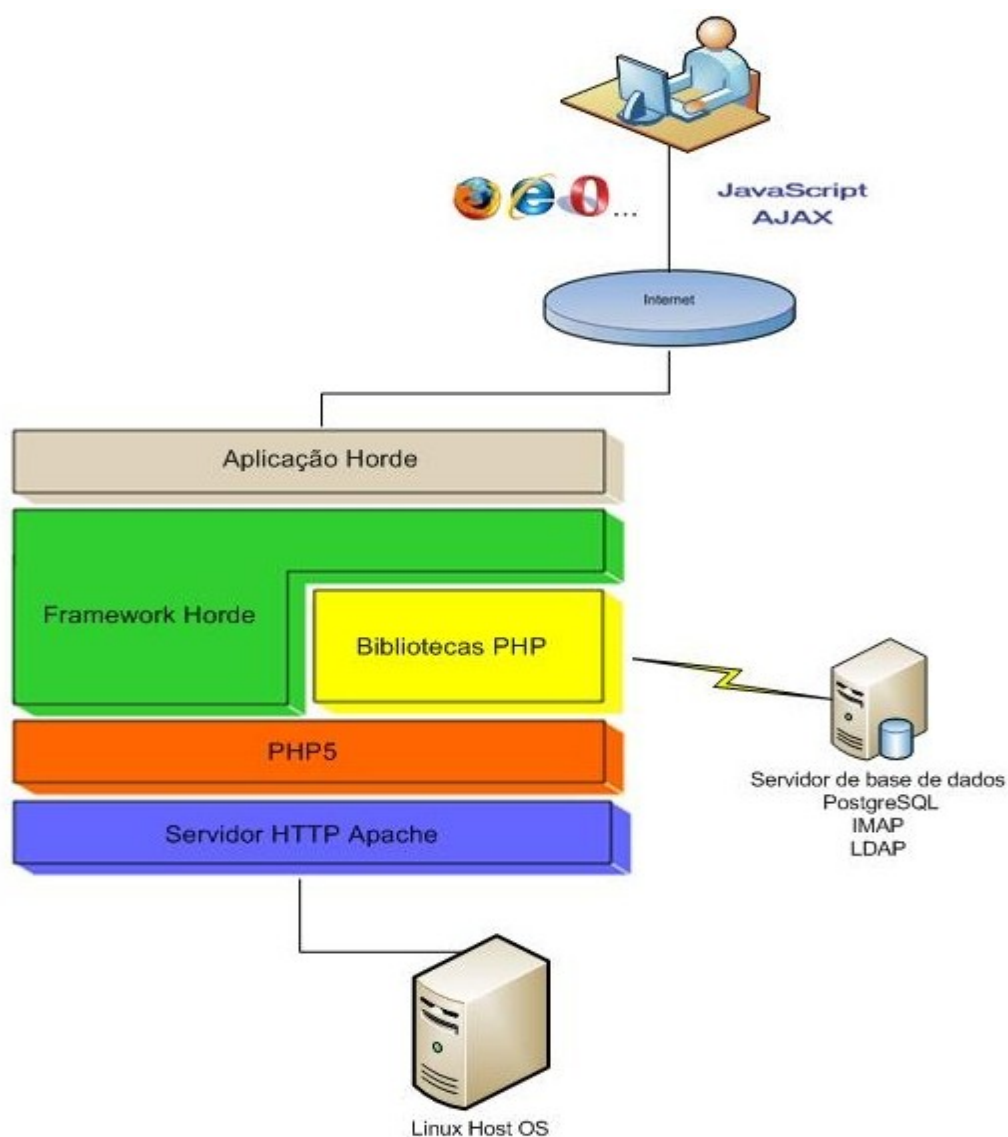 JavaScript
AJAX
...
Internet
Aplicação Horde
Framework Horde
Bibliotecas PHP
PHP5
Servidor HTTP Apache
Servidor de base de dados
PostgreSQL
IMAP
LDAP
Linux Host OS